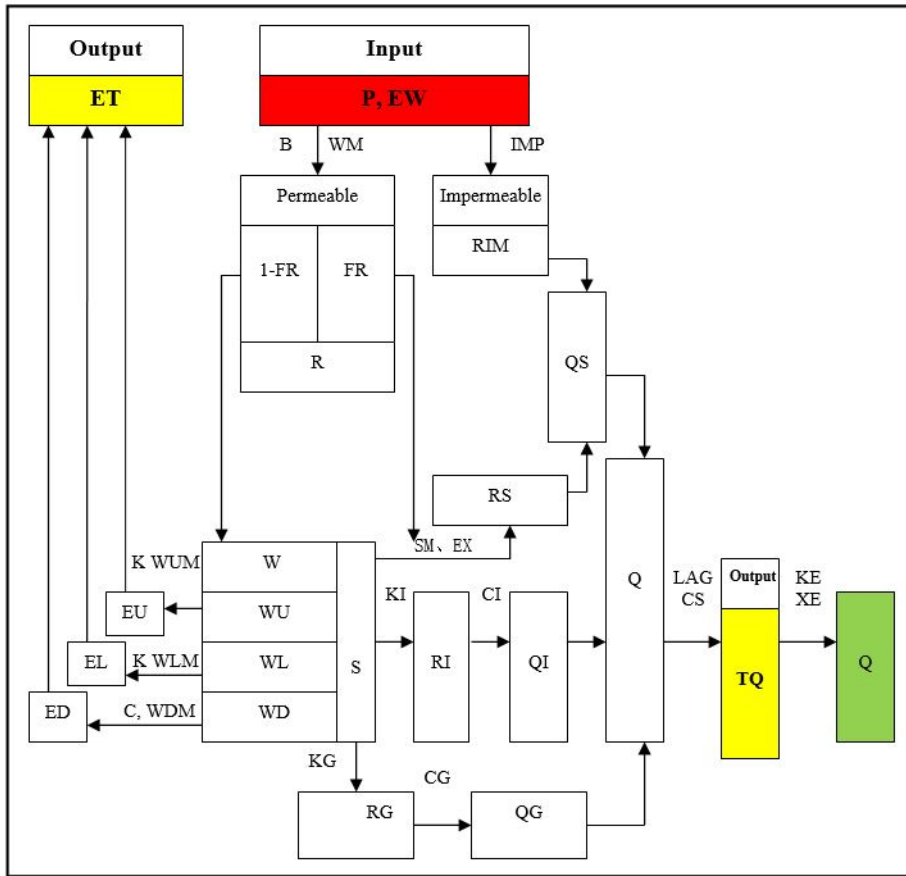 Output
Input
ET
P, EW
B
WM
IMP
Permeable
Impermeable
1-FR
FR
RIM
R
QS
RS
SM、EX
K WUM
W
KI
CI
Q
LAG
CS
Output
KE
XE
EU
WU
EL
K WLM
WL
S
RI
QI
TQ
Q
ED
C, WDM
WD
KG
CG
RG
QG